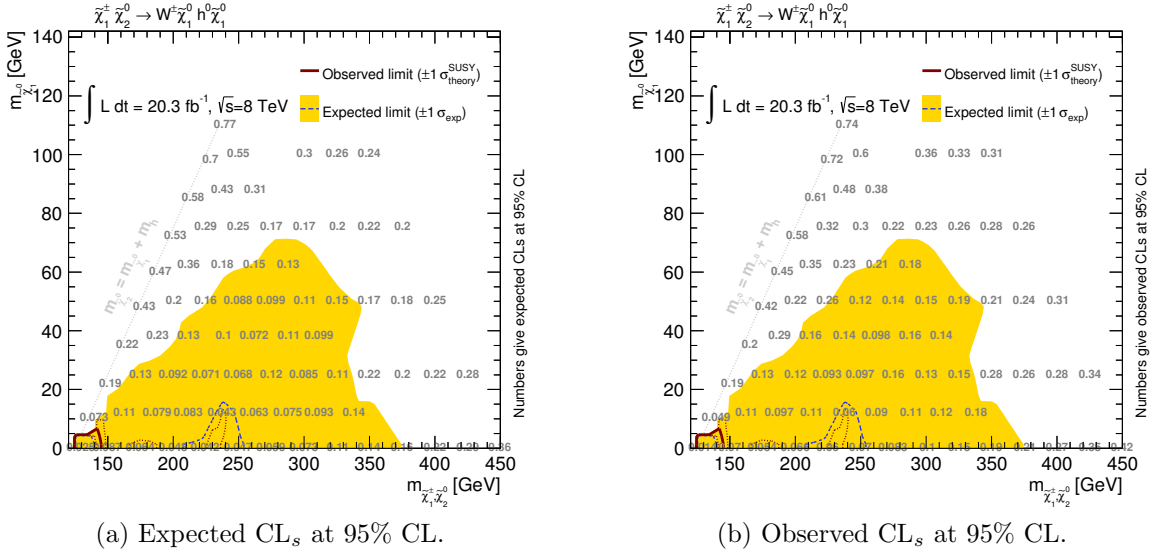 χ̃₁± χ̃₂⁰ → W± χ̃₁⁰ h⁰ χ̃₁⁰
m_χ̃₁⁰ [GeV]
140
120
100
80
60
40
20
0
Observed limit (±1 σ^SUSY_theory)
∫ L dt = 20.3 fb⁻¹, √s=8 TeV
Expected limit (±1 σ_exp)
0.77
0.7 0.55 0.3 0.26 0.24
0.58 0.43 0.31
0.53 0.29 0.25 0.17 0.17 0.2 0.22 0.2
0.47 0.36 0.18 0.15 0.13
0.43 0.2 0.16 0.088 0.099 0.11 0.15 0.17 0.18 0.25
0.22 0.23 0.13 0.1 0.072 0.11 0.099
0.19 0.13 0.092 0.071 0.068 0.12 0.085 0.11 0.22 0.2 0.22 0.28
0.073 0.11 0.079 0.083 0.043 0.063 0.075 0.093 0.14
m_χ̃₂⁰ = m_χ̃₁⁰ + m_h
Numbers give expected CLs at 95% CL
150 200 250 300 350 400 450
m_χ̃₁±,χ̃₂⁰ [GeV]
(a) Expected CLₛ at 95% CL.
χ̃₁± χ̃₂⁰ → W± χ̃₁⁰ h⁰ χ̃₁⁰
m_χ̃₁⁰ [GeV]
140
120
100
80
60
40
20
0
Observed limit (±1 σ^SUSY_theory)
∫ L dt = 20.3 fb⁻¹, √s=8 TeV
Expected limit (±1 σ_exp)
0.74
0.72 0.6 0.36 0.33 0.31
0.61 0.48 0.38
0.58 0.32 0.3 0.22 0.23 0.26 0.28 0.26
0.45 0.35 0.23 0.21 0.18
0.42 0.22 0.26 0.12 0.14 0.15 0.19 0.21 0.24 0.31
0.2 0.29 0.16 0.14 0.098 0.16 0.14
0.19 0.13 0.12 0.093 0.097 0.16 0.13 0.15 0.28 0.26 0.28 0.34
0.049 0.11 0.097 0.11 0.06 0.09 0.11 0.12 0.18
m_χ̃₂⁰ = m_χ̃₁⁰ + m_h
Numbers give observed CLs at 95% CL
150 200 250 300 350 400 450
m_χ̃₁±,χ̃₂⁰ [GeV]
(b) Observed CLₛ at 95% CL.